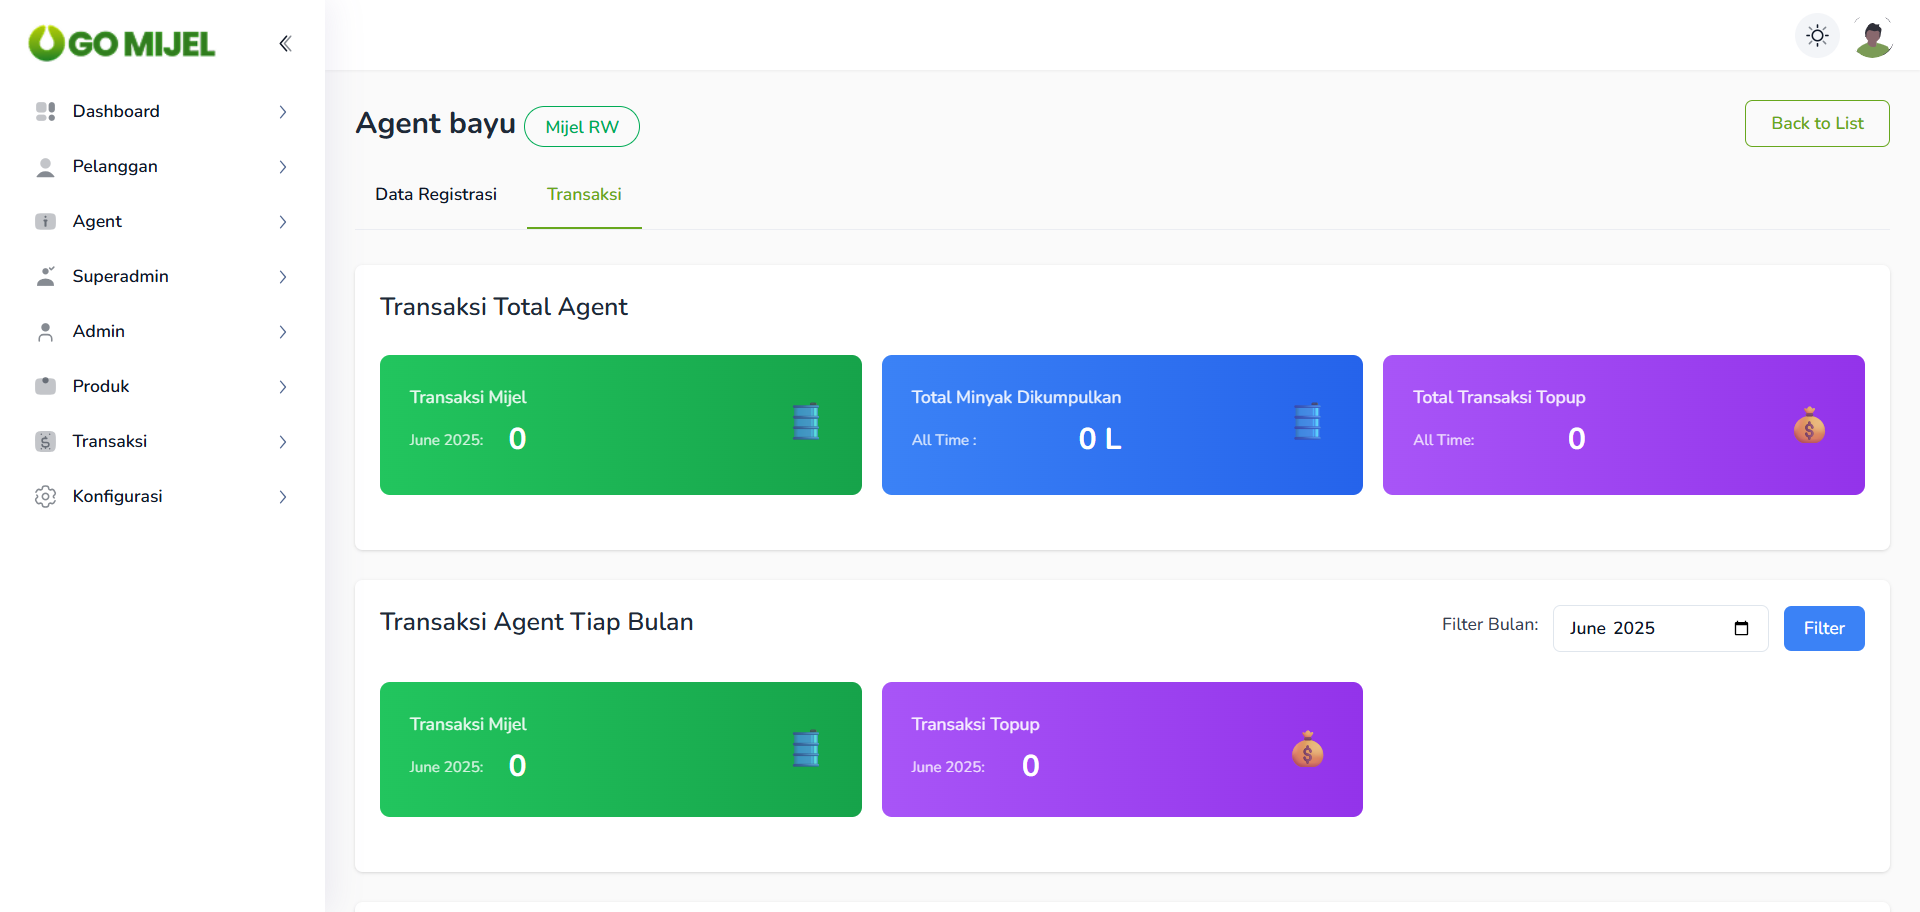 GO MIJEL
Dashboard
Pelanggan
Agent
Superadmin
Admin
Produk
Transaksi
Konfigurasi
Agent bayu
Mijel RW
Back to List
Data Registrasi
Transaksi
Transaksi Total Agent
Transaksi Mijel
June 2025: 0
Total Minyak Dikumpulkan
All Time : 0 L
Total Transaksi Topup
All Time: 0
Transaksi Agent Tiap Bulan
Filter Bulan:
June 2025
Filter
Transaksi Mijel
June 2025: 0
Transaksi Topup
June 2025: 0